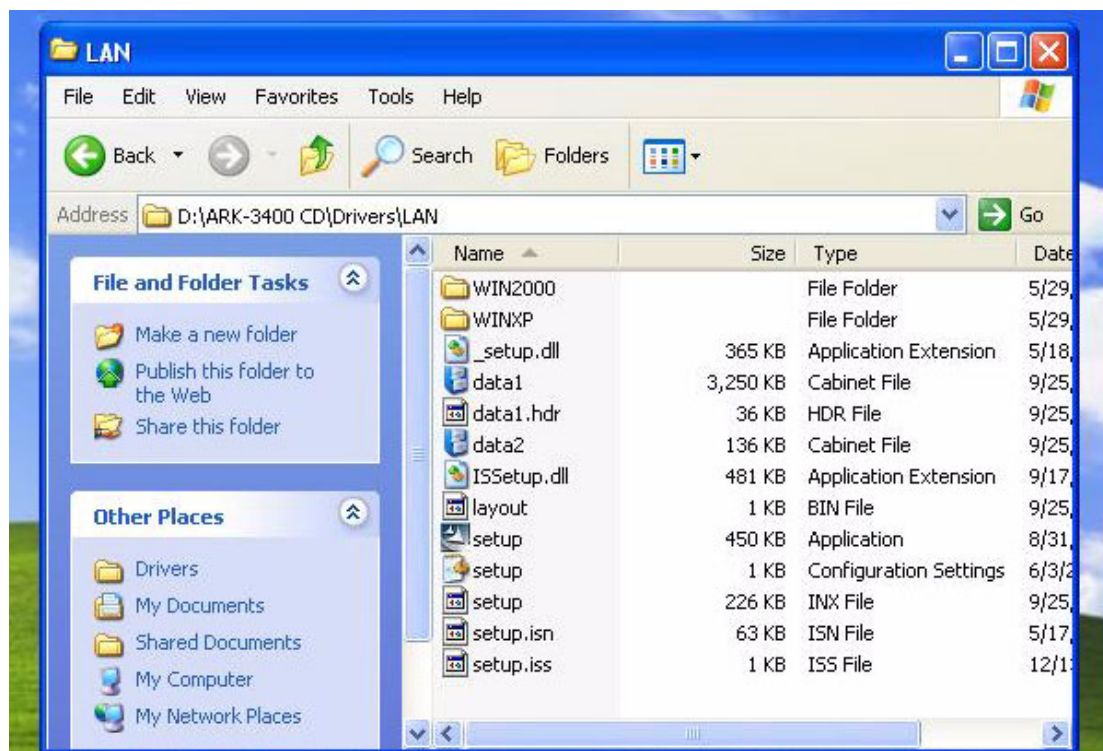 LAN
File Edit View Favorites Tools Help
Back Search Folders
Address D:\ARK-3400 CD\Drivers\LAN Go
File and Folder Tasks
Make a new folder
Publish this folder to
the Web
Share this folder
Other Places
Drivers
My Documents
Shared Documents
My Computer
My Network Places
Name Size Type Date
WIN2000 File Folder 5/29,
WINXP File Folder 5/29,
_setup.dll 365 KB Application Extension 5/18,
data1 3,250 KB Cabinet File 9/25,
data1.hdr 36 KB HDR File 9/25,
data2 136 KB Cabinet File 9/25,
ISSetup.dll 481 KB Application Extension 9/17,
layout 1 KB BIN File 9/25,
setup 450 KB Application 8/31,
setup 1 KB Configuration Settings 6/3/2
setup 226 KB INX File 9/25,
setup.isn 63 KB ISN File 5/17,
setup.iss 1 KB ISS File 12/1